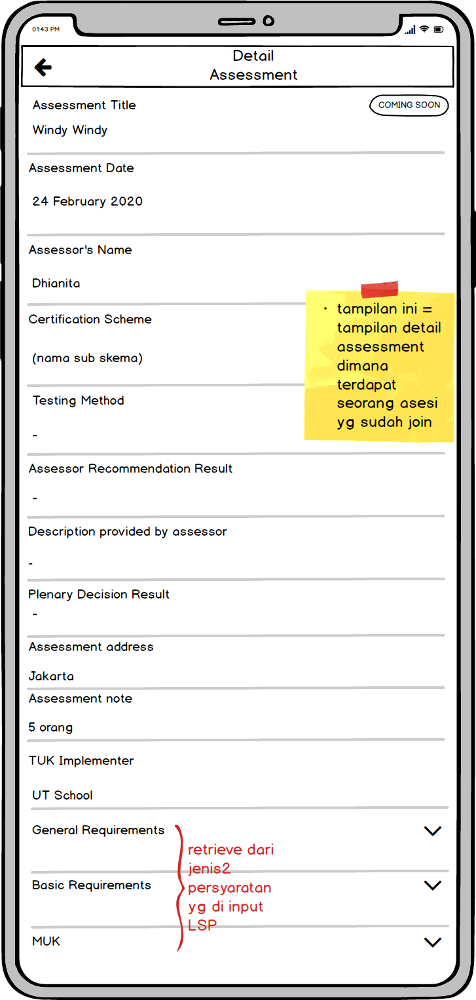 01:43 PM
Detail
Assessment
Assessment Title
COMING SOON
Windy Windy
Assessment Date
24 February 2020
Assessor's Name
Dhianita
Certification Scheme
(nama sub skema)
• tampilan ini =
tampilan detail
assessment
dimana
terdapat
seorang asesi
yg sudah join
Testing Method
-
Assessor Recommendation Result
-
Description provided by assessor
-
Plenary Decision Result
-
Assessment address
Jakarta
Assessment note
5 orang
TUK Implementer
UT School
General Requirements
Basic Requirements
MUK
retrieve dari
jenis2
persyaratan
yg di input
LSP